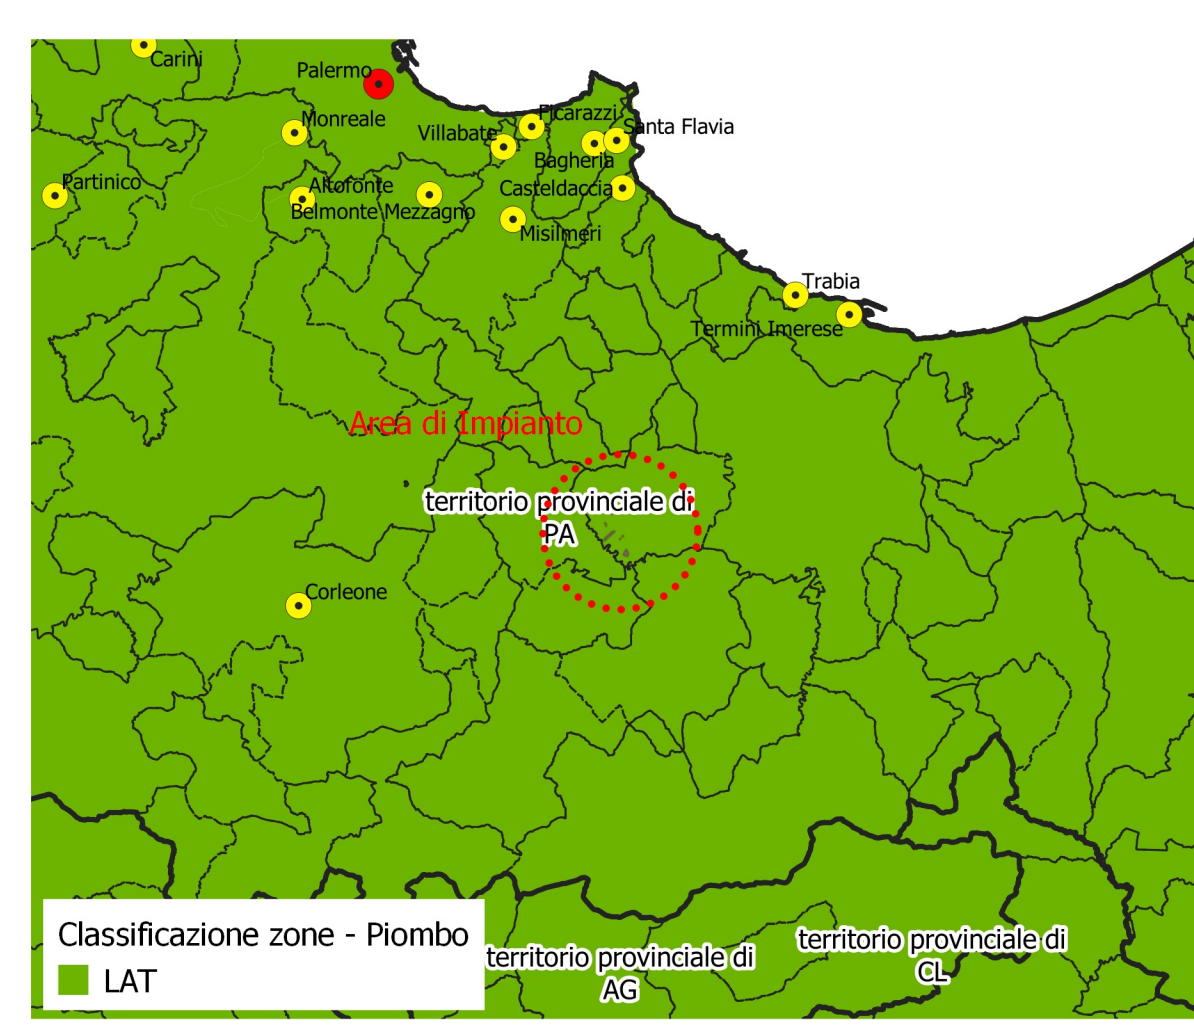 Carini
Palermo
Ficarazzi
Monreale
Santa Flavia
Villabate
Bagheria
Partinico
Altofonte
Casteldaccia
Belmonte Mezzagno
Misilmeri
Trabia
Termini Imerese
Area di Impianto
territorio provinciale di
PA
Corleone
Classificazione zone - Piombo
LAT
territorio provinciale di
AG
territorio provinciale di
CL